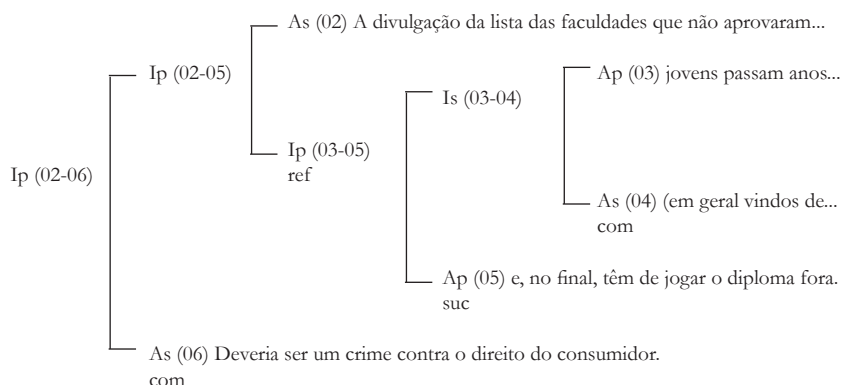 As (02) A divulgação da lista das faculdades que não aprovaram...
Ip (02-05)
Ap (03) jovens passam anos...
Is (03-04)
Ip (03-05)
ref
Ip (02-06)
As (04) (em geral vindos de...
com
Ap (05) e, no final, têm de jogar o diploma fora.
suc
As (06) Deveria ser um crime contra o direito do consumidor.
com